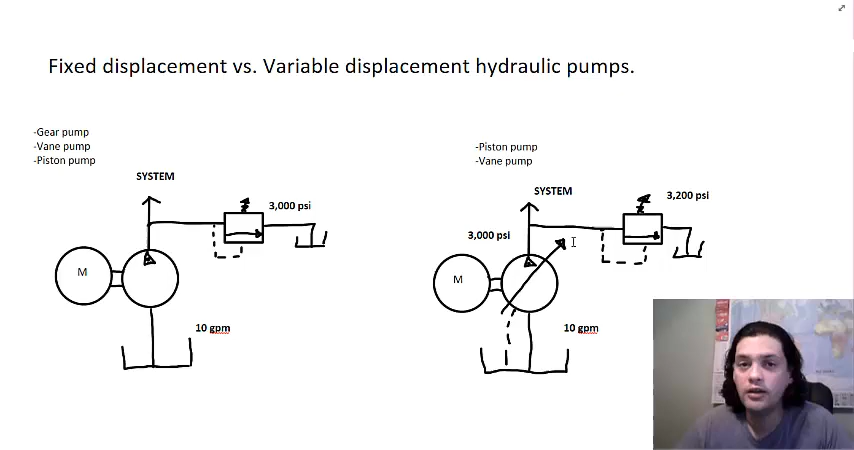 Fixed displacement vs. Variable displacement hydraulic pumps.
-Gear pump
-Vane pump
-Piston pump
SYSTEM
3,000 psi
M
10 gpm
-Piston pump
-Vane pump
SYSTEM
3,200 psi
3,000 psi
M
10 gpm